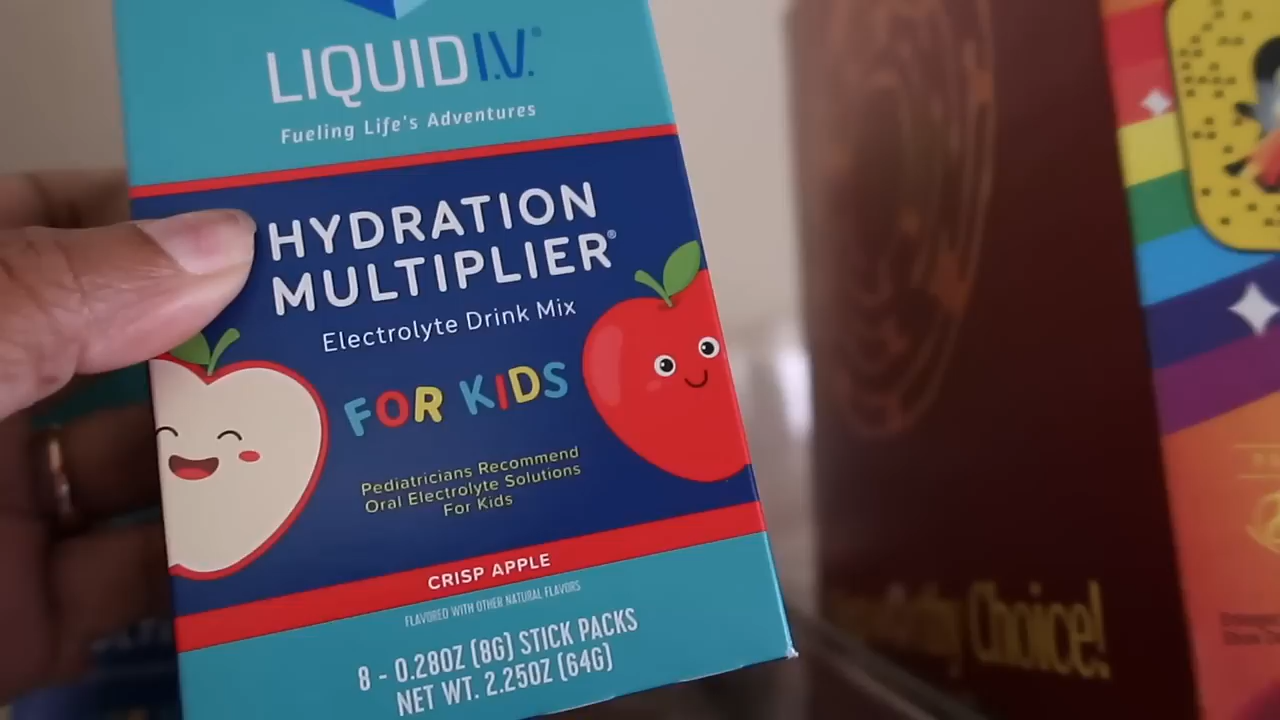 LIQUID I.V.®
Fueling Life's Adventures
HYDRATION
MULTIPLIER®
Electrolyte Drink Mix
FOR KIDS
Pediatricians Recommend
Oral Electrolyte Solutions
For Kids
CRISP APPLE
FLAVORED WITH OTHER NATURAL FLAVORS
8 - 0.28OZ (8G) STICK PACKS
NET WT. 2.25OZ (64G)
Choice!